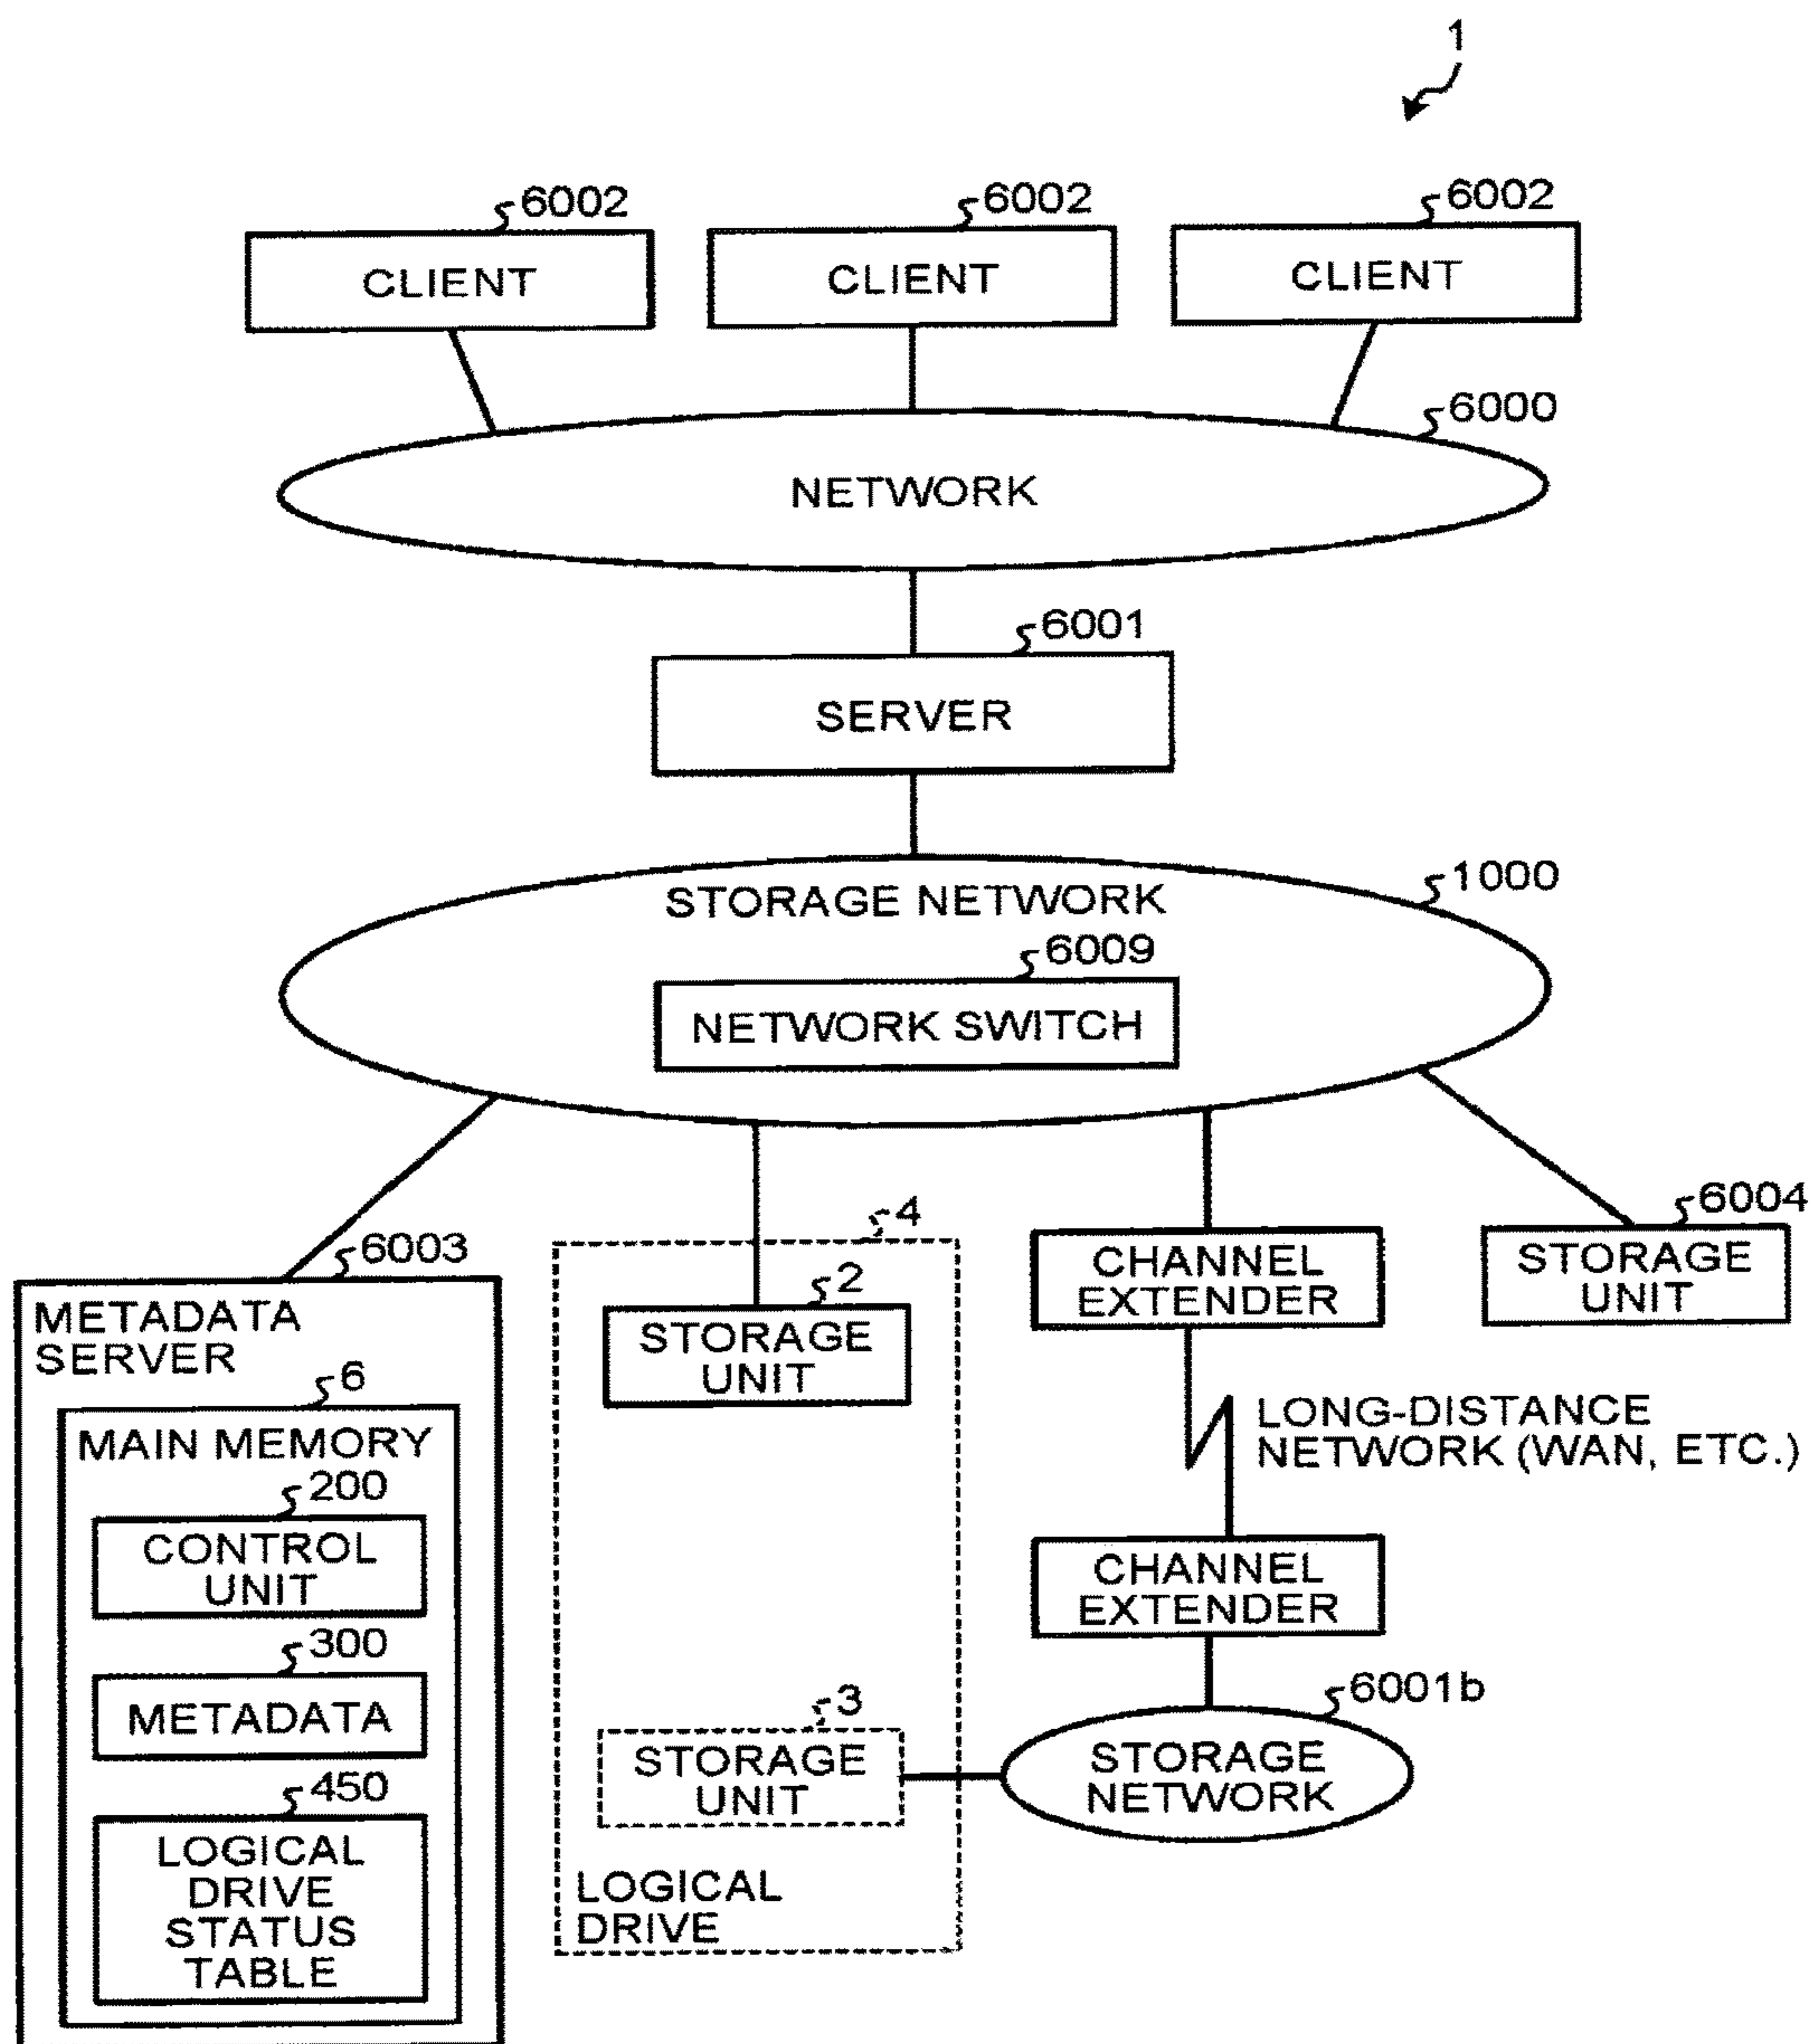 1
6002
6002
6002
CLIENT
CLIENT
CLIENT
6000
NETWORK
6001
SERVER
1000
STORAGE NETWORK
6009
NETWORK SWITCH
6003
METADATA
SERVER
6
MAIN MEMORY
200
CONTROL
UNIT
300
METADATA
450
LOGICAL
DRIVE
STATUS
TABLE
4
2
STORAGE
UNIT
3
STORAGE
UNIT
LOGICAL
DRIVE
CHANNEL
EXTENDER
LONG-DISTANCE
NETWORK (WAN, ETC.)
CHANNEL
EXTENDER
6001b
STORAGE
NETWORK
6004
STORAGE
UNIT